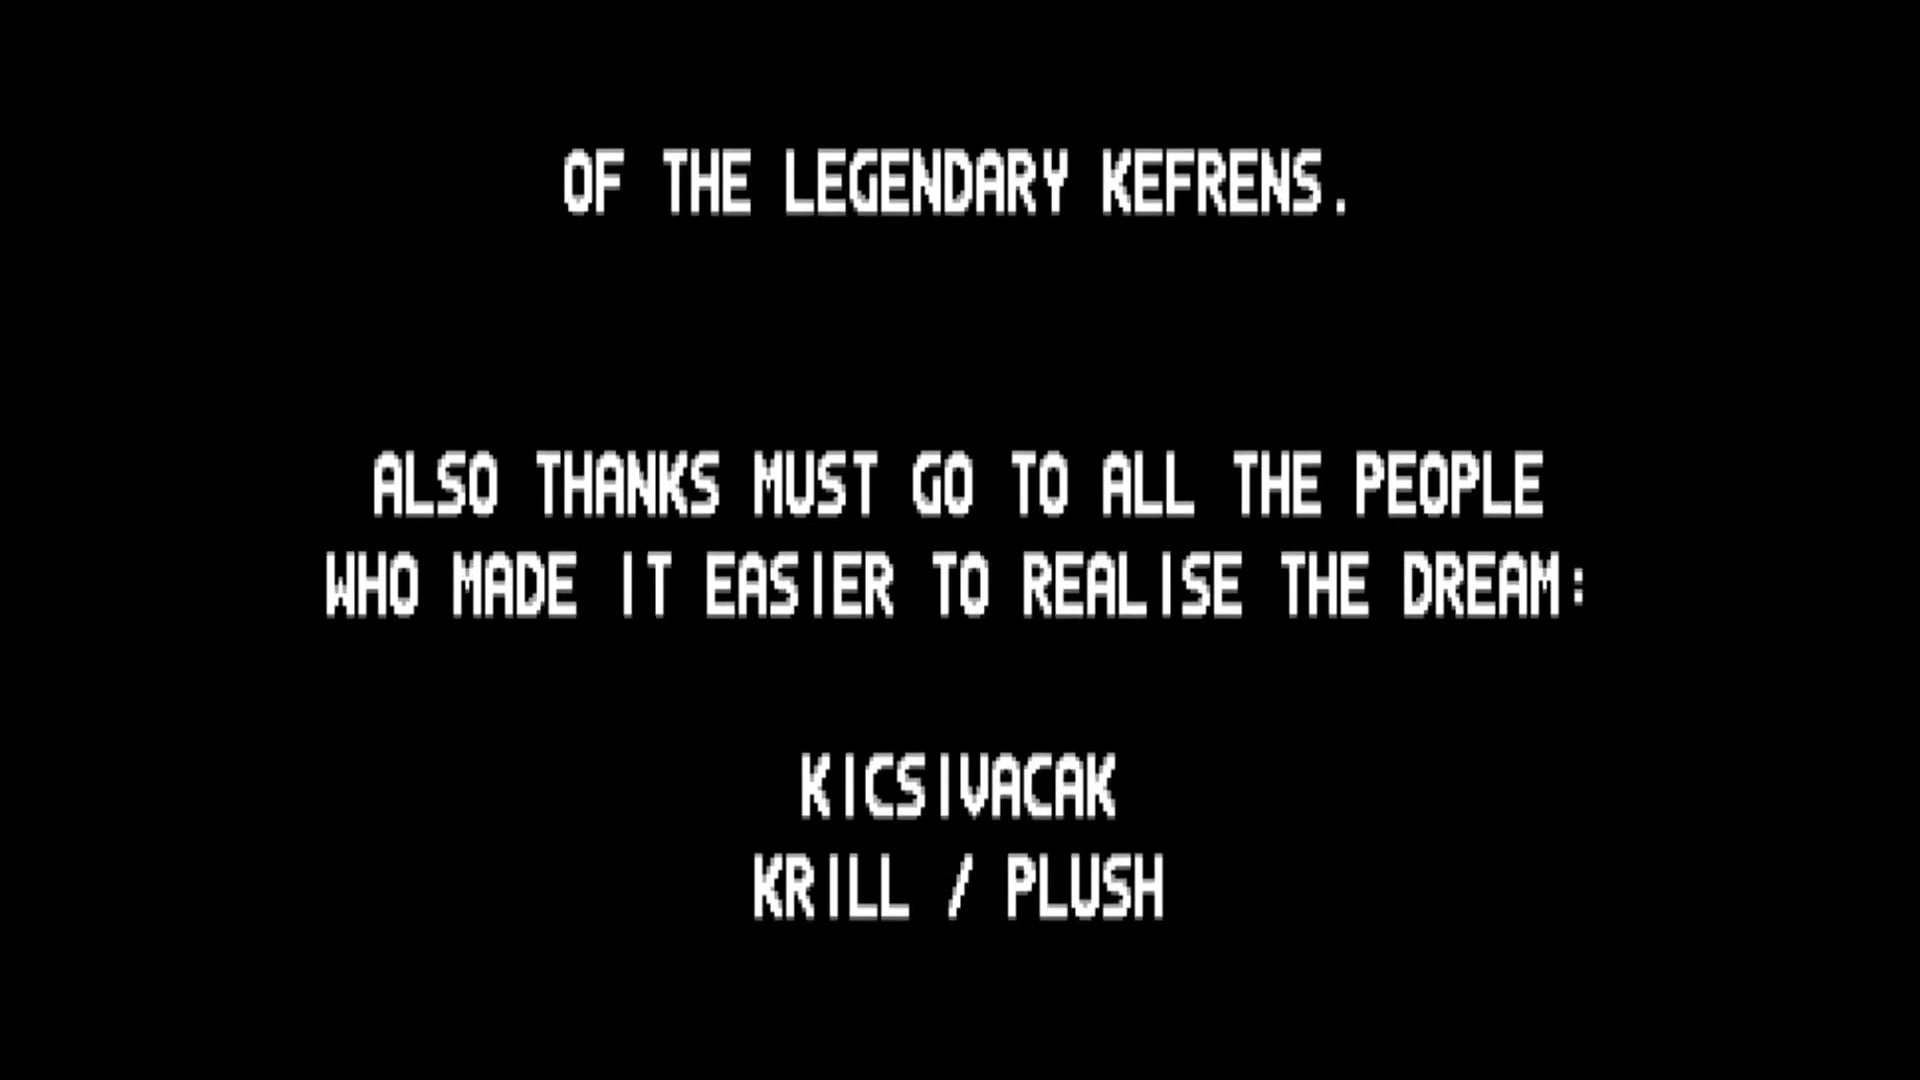 OF THE LEGENDARY KEFRENS.
ALSO THANKS MUST GO TO ALL THE PEOPLE
WHO MADE IT EASIER TO REALISE THE DREAM:
KICSIVACAK
KRILL / PLUSH